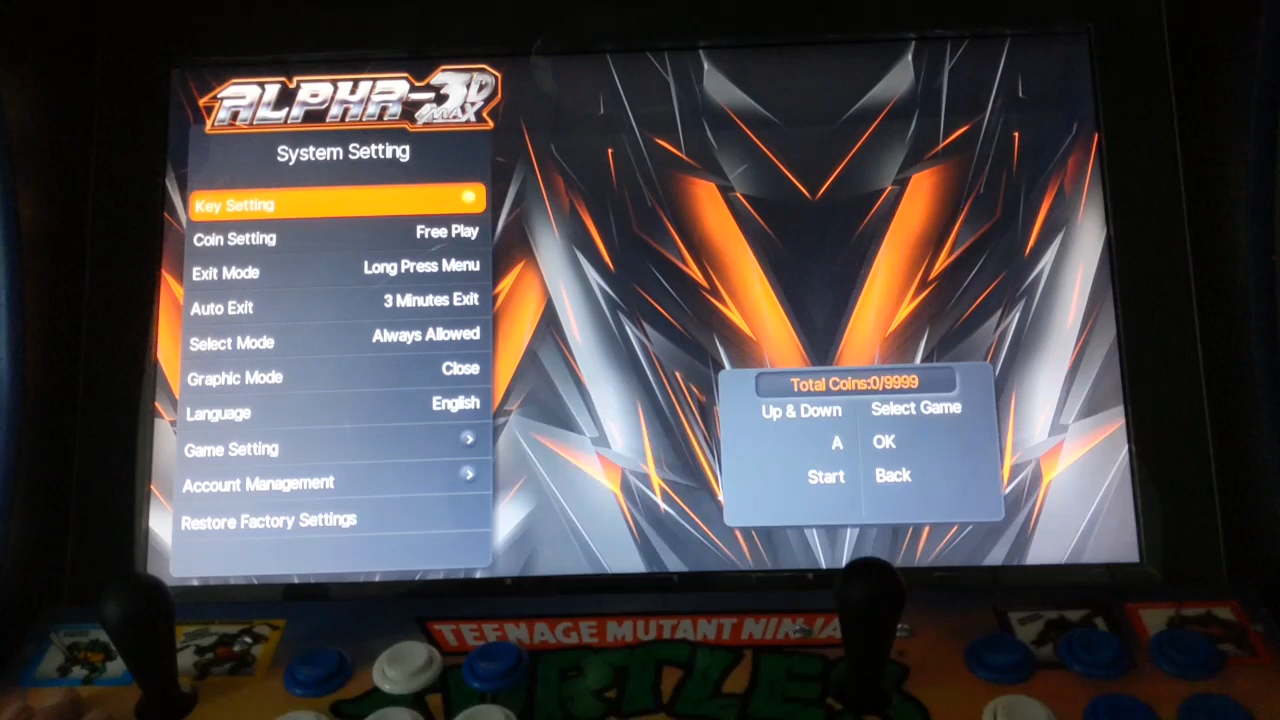 ALPHA-3D
MAX
System Setting
Key Setting
Coin Setting Free Play
Exit Mode Long Press Menu
Auto Exit 3 Minutes Exit
Select Mode Always Allowed
Graphic Mode Close
Language English
Game Setting
Account Management
Restore Factory Settings
Total Coins:0/9999
Up & Down Select Game
A OK
Start Back
TEENAGE MUTANT NINJA
TURTLES